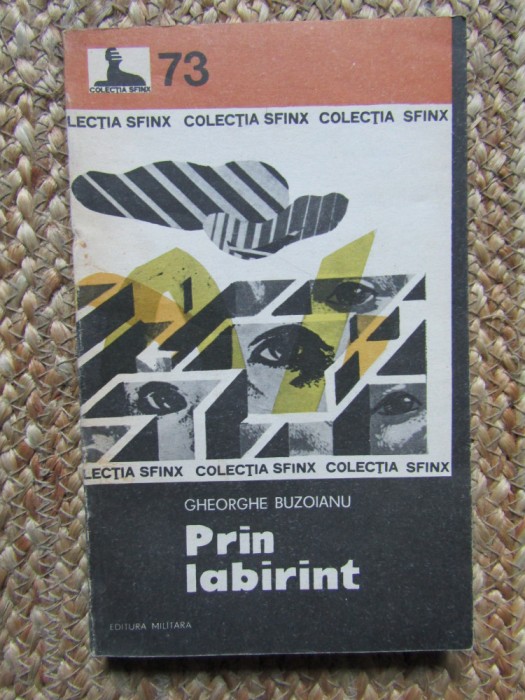 COLECȚIA SFINX
73
LECȚIA SFINX COLECȚIA SFINX COLECȚIA SFINX
LECȚIA SFINX COLECȚIA SFINX COLECȚIA SFINX
GHEORGHE BUZOIANU
Prin
labirint
EDITURA MILITARA